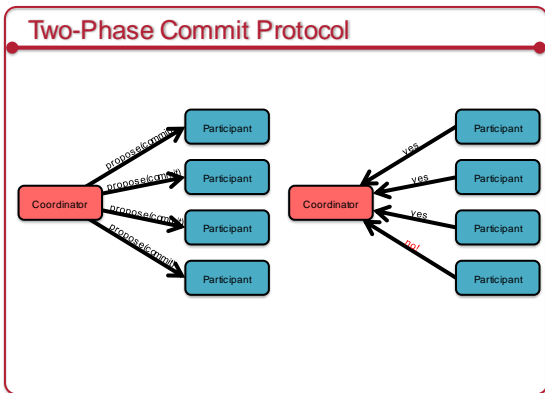 Two-Phase Commit Protocol
Participant
Participant
propose(commit)
yes
Participant
Participant
propose(commit)
yes
Coordinator
Coordinator
propose(commit)
yes
Participant
Participant
propose(commit)
no!
Participant
Participant